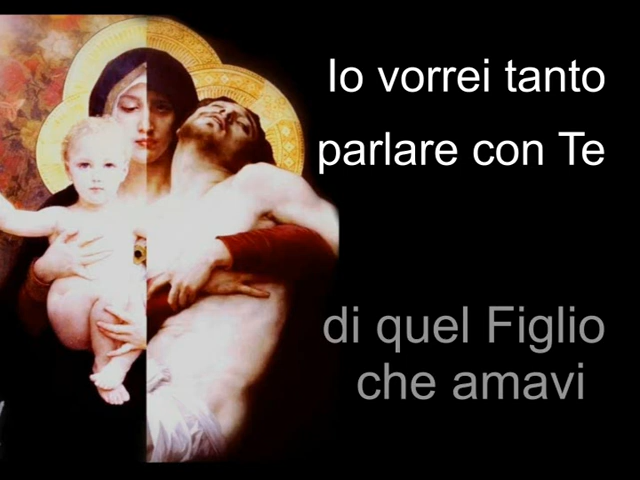 Io vorrei tanto
parlare con Te
di quel Figlio
che amavi